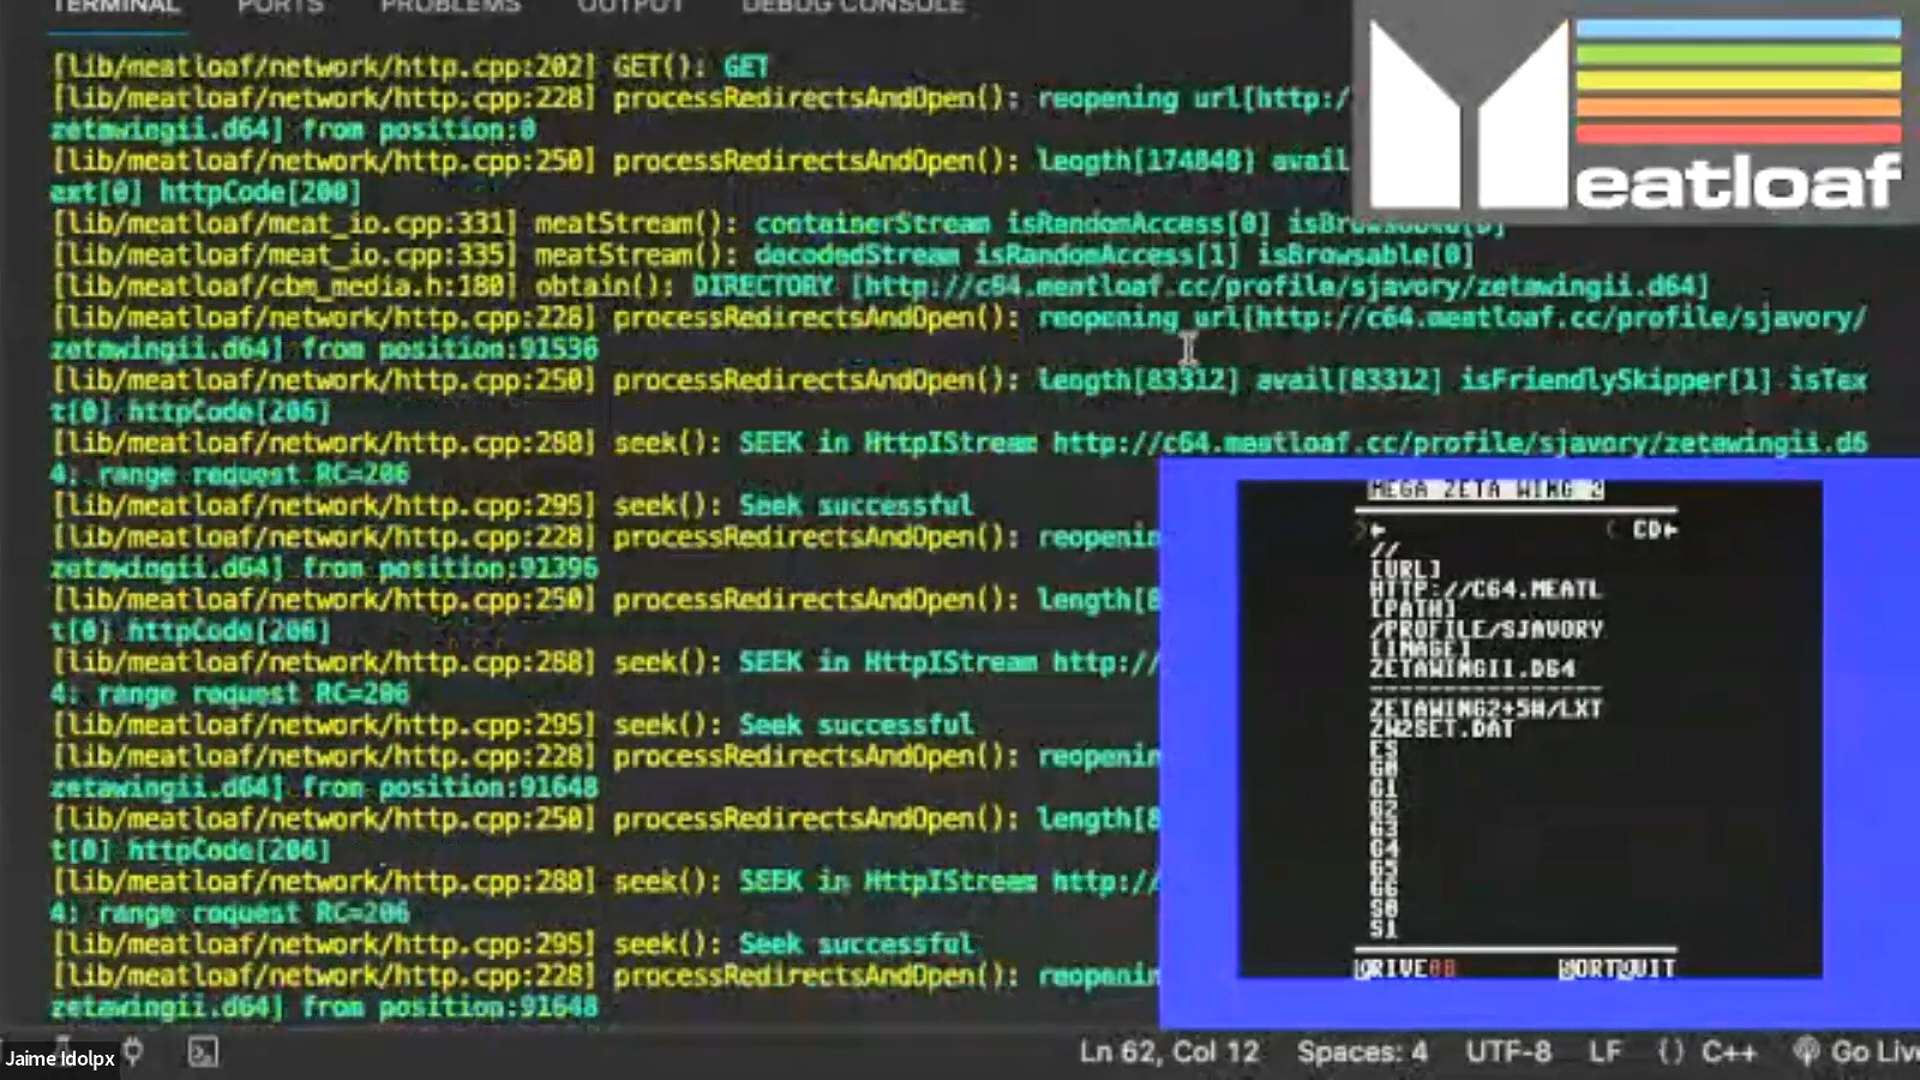 TERMINAL PORTS PROBLEMS OUTPUT DEBUG CONSOLE
[lib/meatloaf/network/http.cpp:202] GET(): GET
[lib/meatloaf/network/http.cpp:228] processRedirectsAndOpen(): reopening url[http:/
zetawingii.d64] from position:0
[lib/meatloaf/network/http.cpp:250] processRedirectsAndOpen(): length[174848] avail
ext[0] httpCode[200]
[lib/meatloaf/meat_io.cpp:331] meatStream(): containerStream isRandomAccess[0] isBrowsable[0]
[lib/meatloaf/meat_io.cpp:335] meatStream(): decodedStream isRandomAccess[1] isBrowsable[0]
[lib/meatloaf/cbm_media.h:180] obtain(): DIRECTORY [http://c64.meatloaf.cc/profile/sjavory/zetawingii.d64]
[lib/meatloaf/network/http.cpp:228] processRedirectsAndOpen(): reopening url[http://c64.meatloaf.cc/profile/sjavory/
zetawingii.d64] from position:91536
[lib/meatloaf/network/http.cpp:250] processRedirectsAndOpen(): length[83312] avail[83312] isFriendlySkipper[1] isTex
t[0] httpCode[206]
[lib/meatloaf/network/http.cpp:280] seek(): SEEK in HttpIStream http://c64.meatloaf.cc/profile/sjavory/zetawingii.d6
4: range request RC=206
[lib/meatloaf/network/http.cpp:295] seek(): Seek successful
[lib/meatloaf/network/http.cpp:228] processRedirectsAndOpen(): reopenin
zetawingii.d64] from position:91396
[lib/meatloaf/network/http.cpp:250] processRedirectsAndOpen(): length[8
t[0] httpCode[206]
[lib/meatloaf/network/http.cpp:280] seek(): SEEK in HttpIStream http://
4: range request RC=206
[lib/meatloaf/network/http.cpp:295] seek(): Seek successful
[lib/meatloaf/network/http.cpp:228] processRedirectsAndOpen(): reopenin
zetawingii.d64] from position:91648
[lib/meatloaf/network/http.cpp:250] processRedirectsAndOpen(): length[8
t[0] httpCode[206]
[lib/meatloaf/network/http.cpp:280] seek(): SEEK in HttpIStream http://
4: range request RC=206
[lib/meatloaf/network/http.cpp:295] seek(): Seek successful
[lib/meatloaf/network/http.cpp:228] processRedirectsAndOpen(): reopenin
zetawingii.d64] from position:91648
Meatloaf
MEGA ZETA WING 2
CD
//
[URL]
HTTP://C64.MEATL
[PATH]
/PROFILE/SJAVORY
[IMAGE]
ZETAWINGII.D64
----------------
ZETAWING2+5H/LXT
ZW2SET.DAT
ES
G0
G1
G2
G3
G4
G5
G6
S0
S1
DRIVE08 SORT QUIT
Jaime Idolpx
Ln 62, Col 12 Spaces: 4 UTF-8 LF {} C++ Go Live